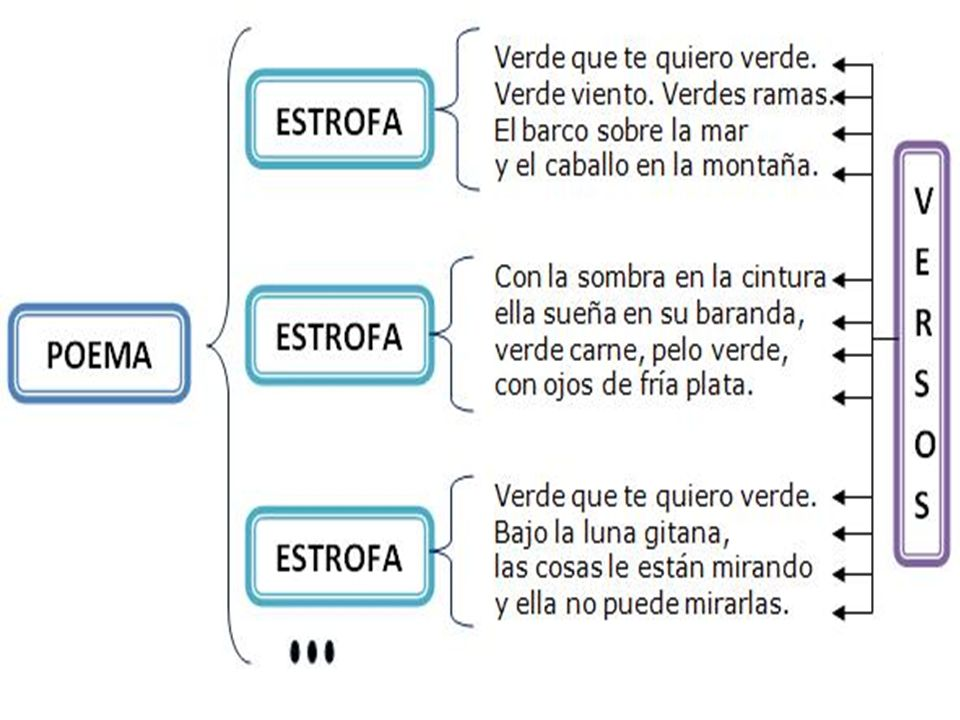 POEMA
ESTROFA
Verde que te quiero verde.
Verde viento. Verdes ramas.
El barco sobre la mar
y el caballo en la montaña.
ESTROFA
Con la sombra en la cintura
ella sueña en su baranda,
verde carne, pelo verde,
con ojos de fría plata.
ESTROFA
Verde que te quiero verde.
Bajo la luna gitana,
las cosas le están mirando
y ella no puede mirarlas.
...
VERSOS